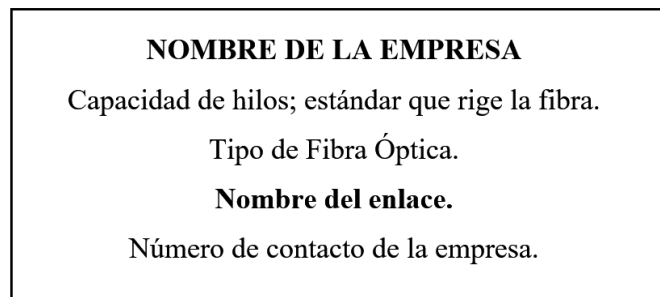 NOMBRE DE LA EMPRESA
Capacidad de hilos; estándar que rige la fibra.
Tipo de Fibra Óptica.
Nombre del enlace.
Número de contacto de la empresa.